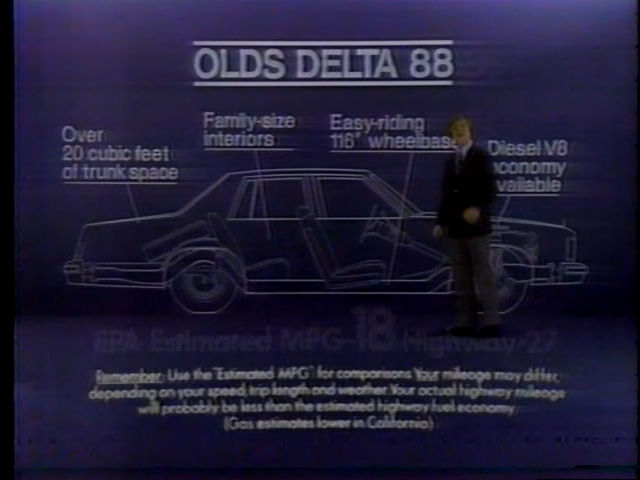 OLDS DELTA 88
Over
20 cubic feet
of trunk space
Family-size
interiors
Easy-riding
116" wheelbas
Diesel V8
conomy
vailable
EPA Estimated MPG-18 Highway-27
Remember: Use the "Estimated MPG" for comparisons. Your mileage may differ,
depending on your speed, trip length and weather. Your actual highway mileage
will probably be less than the estimated highway fuel economy.
(Gas estimates lower in California)